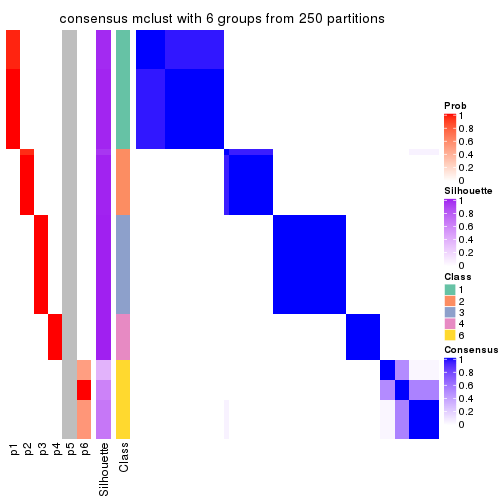 consensus mclust with 6 groups from 250 partitions
Prob
1
0.8
0.6
0.4
0.2
0
Silhouette
1
0.8
0.6
0.4
0.2
0
Class
1
2
3
4
6
Consensus
1
0.8
0.6
0.4
0.2
0
p1
p2
p3
p4
p5
p6
Silhouette
Class